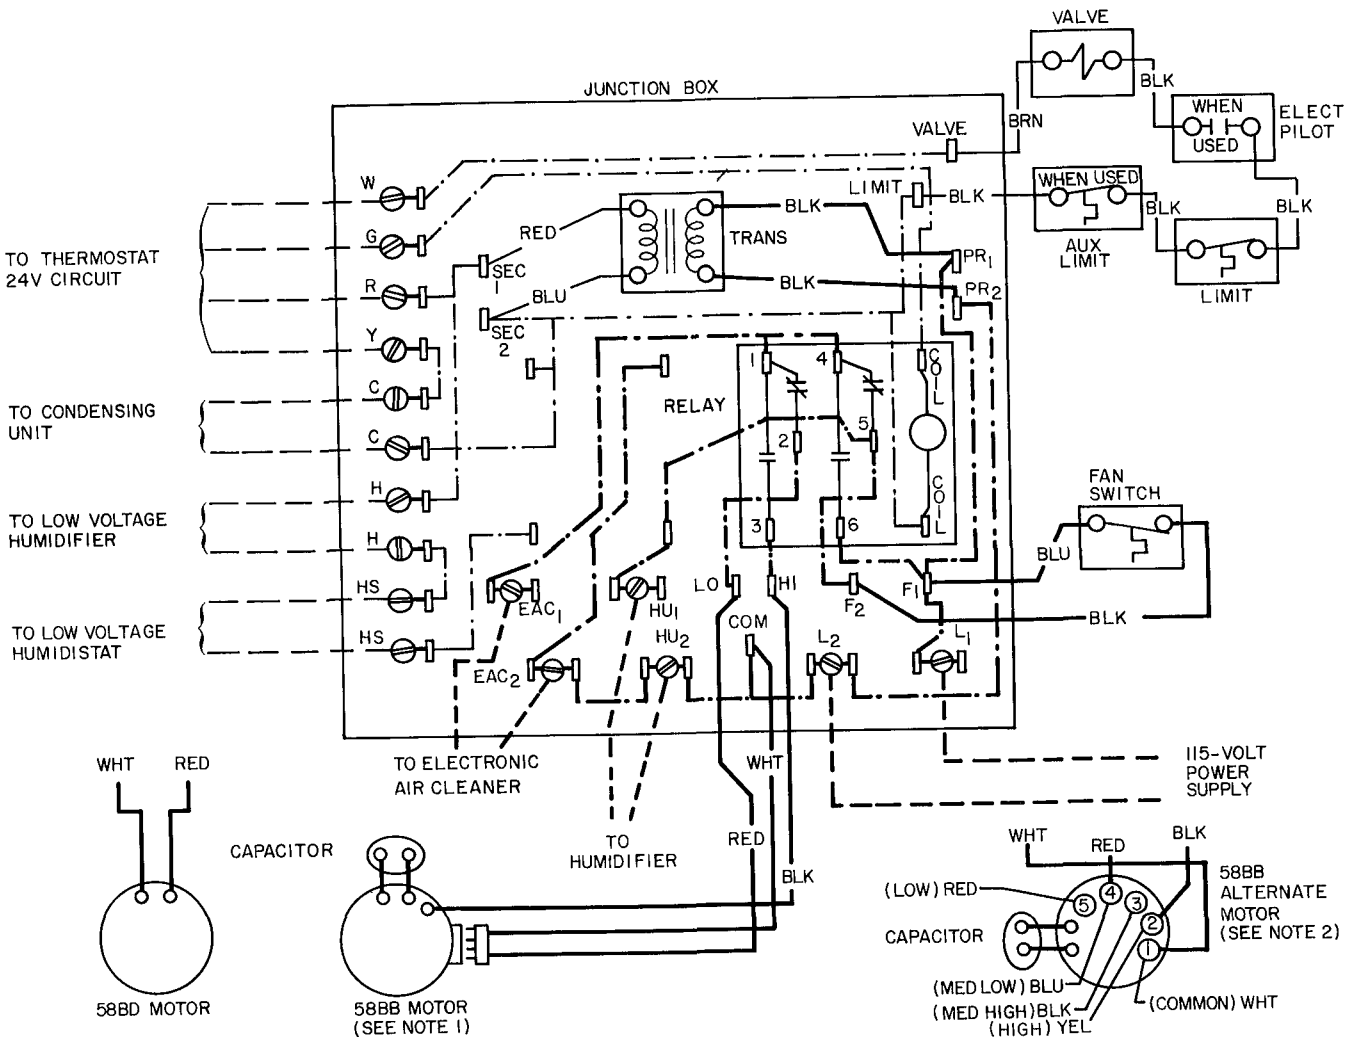 VALVE
JUNCTION BOX
BLK
WHEN
USED
ELECT
PILOT
BRN
VALVE
W
LIMIT
BLK
WHEN USED
BLK
BLK
AUX
LIMIT
LIMIT
TO THERMOSTAT
24V CIRCUIT
G
RED
TRANS
BLK
PR1
R
SEC
1
BLU
BLK
PR2
SEC
2
Y
1
4
COIL
C
RELAY
TO CONDENSING
UNIT
C
2
5
FAN
SWITCH
H
COIL
TO LOW VOLTAGE
HUMIDIFIER
3
6
H
BLU
HS
EAC1
HU1
LO
HI
F2
F1
BLK
TO LOW VOLTAGE
HUMIDISTAT
HS
COM
HU2
L2
L1
EAC2
WHT
RED
TO ELECTRONIC
AIR CLEANER
WHT
115-VOLT
POWER
SUPPLY
TO
HUMIDIFIER
RED
BLK
CAPACITOR
WHT
RED
BLK
58BB
ALTERNATE
MOTOR
(SEE NOTE 2)
(LOW) RED
5
4
3
2
1
CAPACITOR
(MED LOW) BLU
(MED HIGH) BLK
(HIGH) YEL
(COMMON) WHT
58BD MOTOR
58BB MOTOR
(SEE NOTE 1)